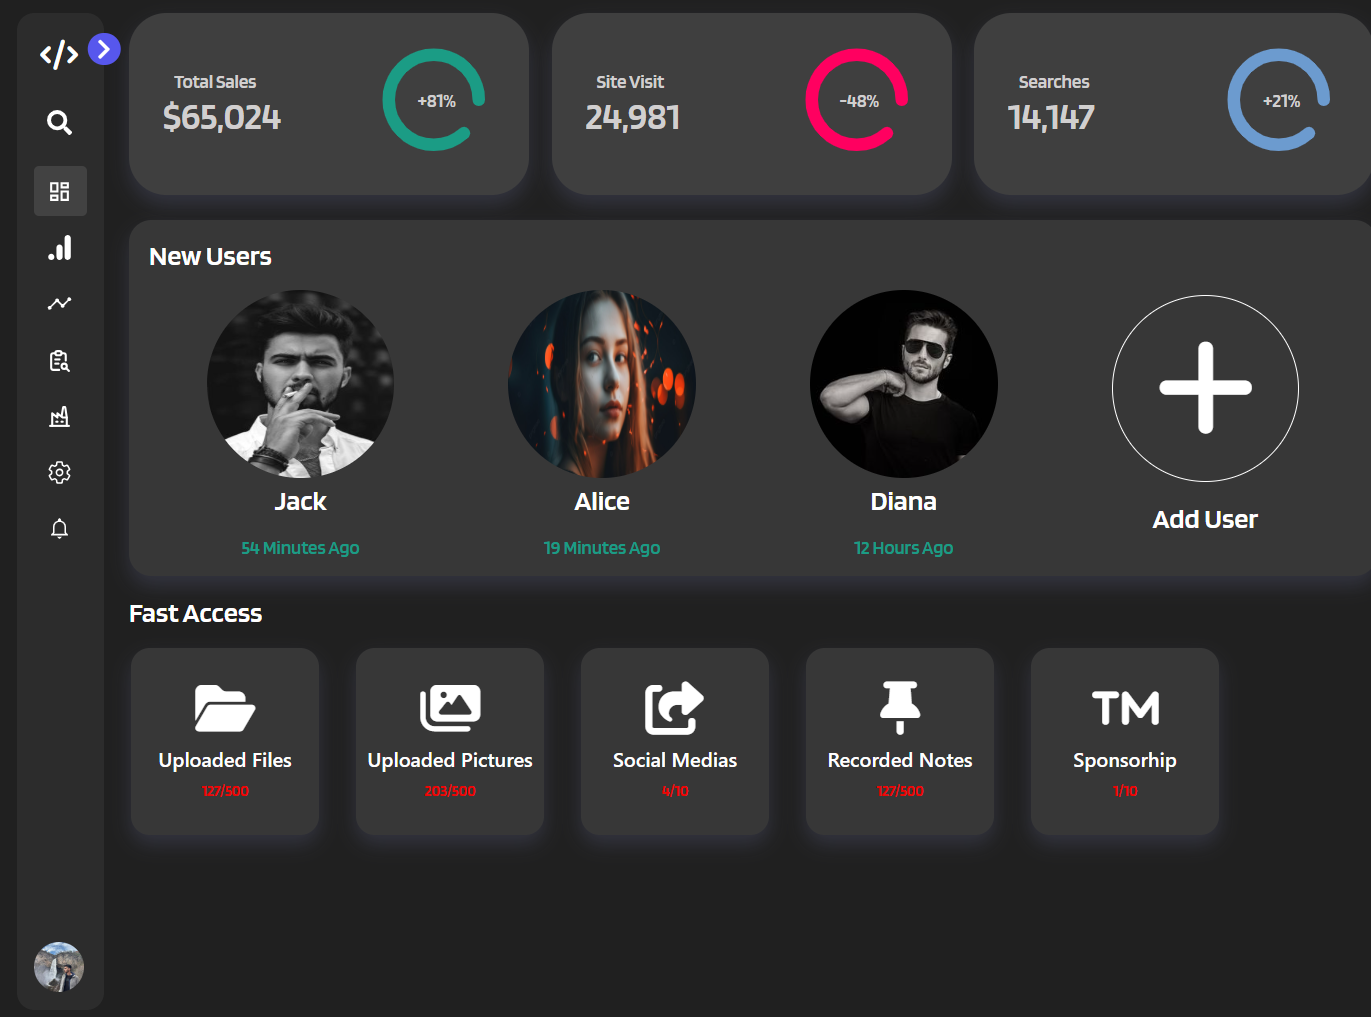 Total Sales
$65,024
+81%
Site Visit
24,981
-48%
Searches
14,147
+21%
New Users
Jack
54 Minutes Ago
Alice
19 Minutes Ago
Diana
12 Hours Ago
Add User
Fast Access
Uploaded Files
127/500
Uploaded Pictures
203/500
Social Medias
4/10
Recorded Notes
127/500
TM
Sponsorhip
1/10